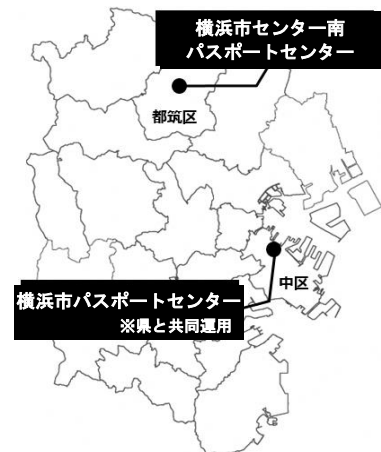 横浜市センター南
パスポートセンター
都筑区
中区
横浜市パスポートセンター
※県と共同運用